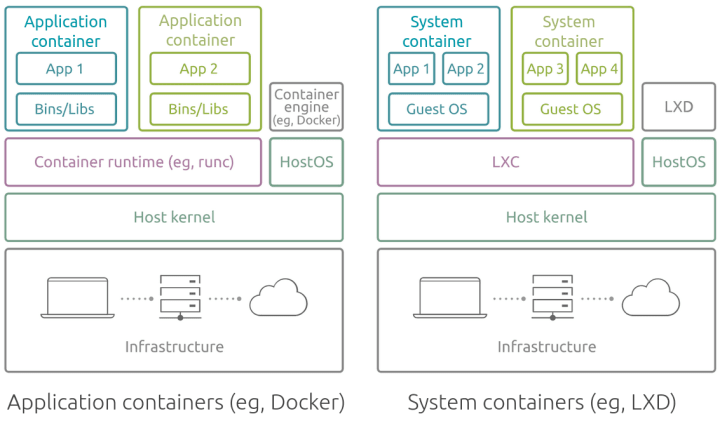 Application
container
App 1
Bins/Libs
Application
container
App 2
Bins/Libs
Container
engine
(eg, Docker)
Container runtime (eg, runc)
HostOS
Host kernel
Infrastructure
Application containers (eg, Docker)
System
container
App 1
App 2
Guest OS
System
container
App 3
App 4
Guest OS
LXD
LXC
HostOS
Host kernel
Infrastructure
System containers (eg, LXD)